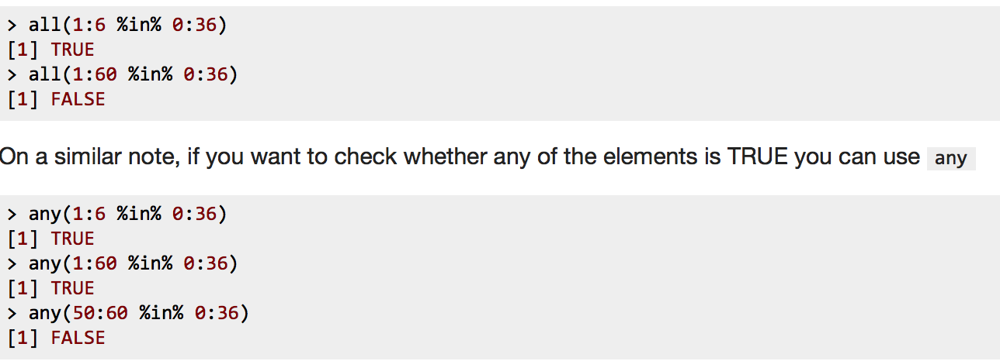 > all(1:6 %in% 0:36)
[1] TRUE
> all(1:60 %in% 0:36)
[1] FALSE
On a similar note, if you want to check whether any of the elements is TRUE you can use any
> any(1:6 %in% 0:36)
[1] TRUE
> any(1:60 %in% 0:36)
[1] TRUE
> any(50:60 %in% 0:36)
[1] FALSE